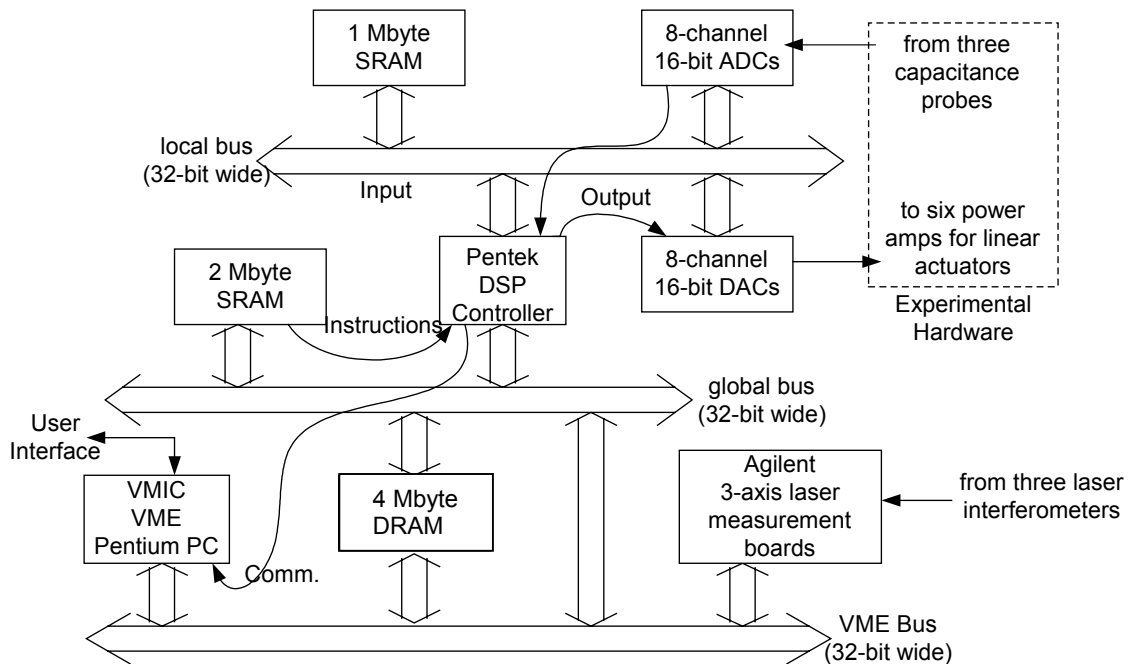 1 Mbyte
SRAM
8-channel
16-bit ADCs
from three
capacitance
probes
local bus
(32-bit wide)
Input
Output
to six power
amps for linear
actuators
2 Mbyte
SRAM
Pentek
DSP
Controller
8-channel
16-bit DACs
Experimental
Hardware
Instructions
global bus
(32-bit wide)
User
Interface
VMIC
VME
Pentium PC
4 Mbyte
DRAM
Agilent
3-axis laser
measurement
boards
from three laser
interferometers
Comm.
VME Bus
(32-bit wide)